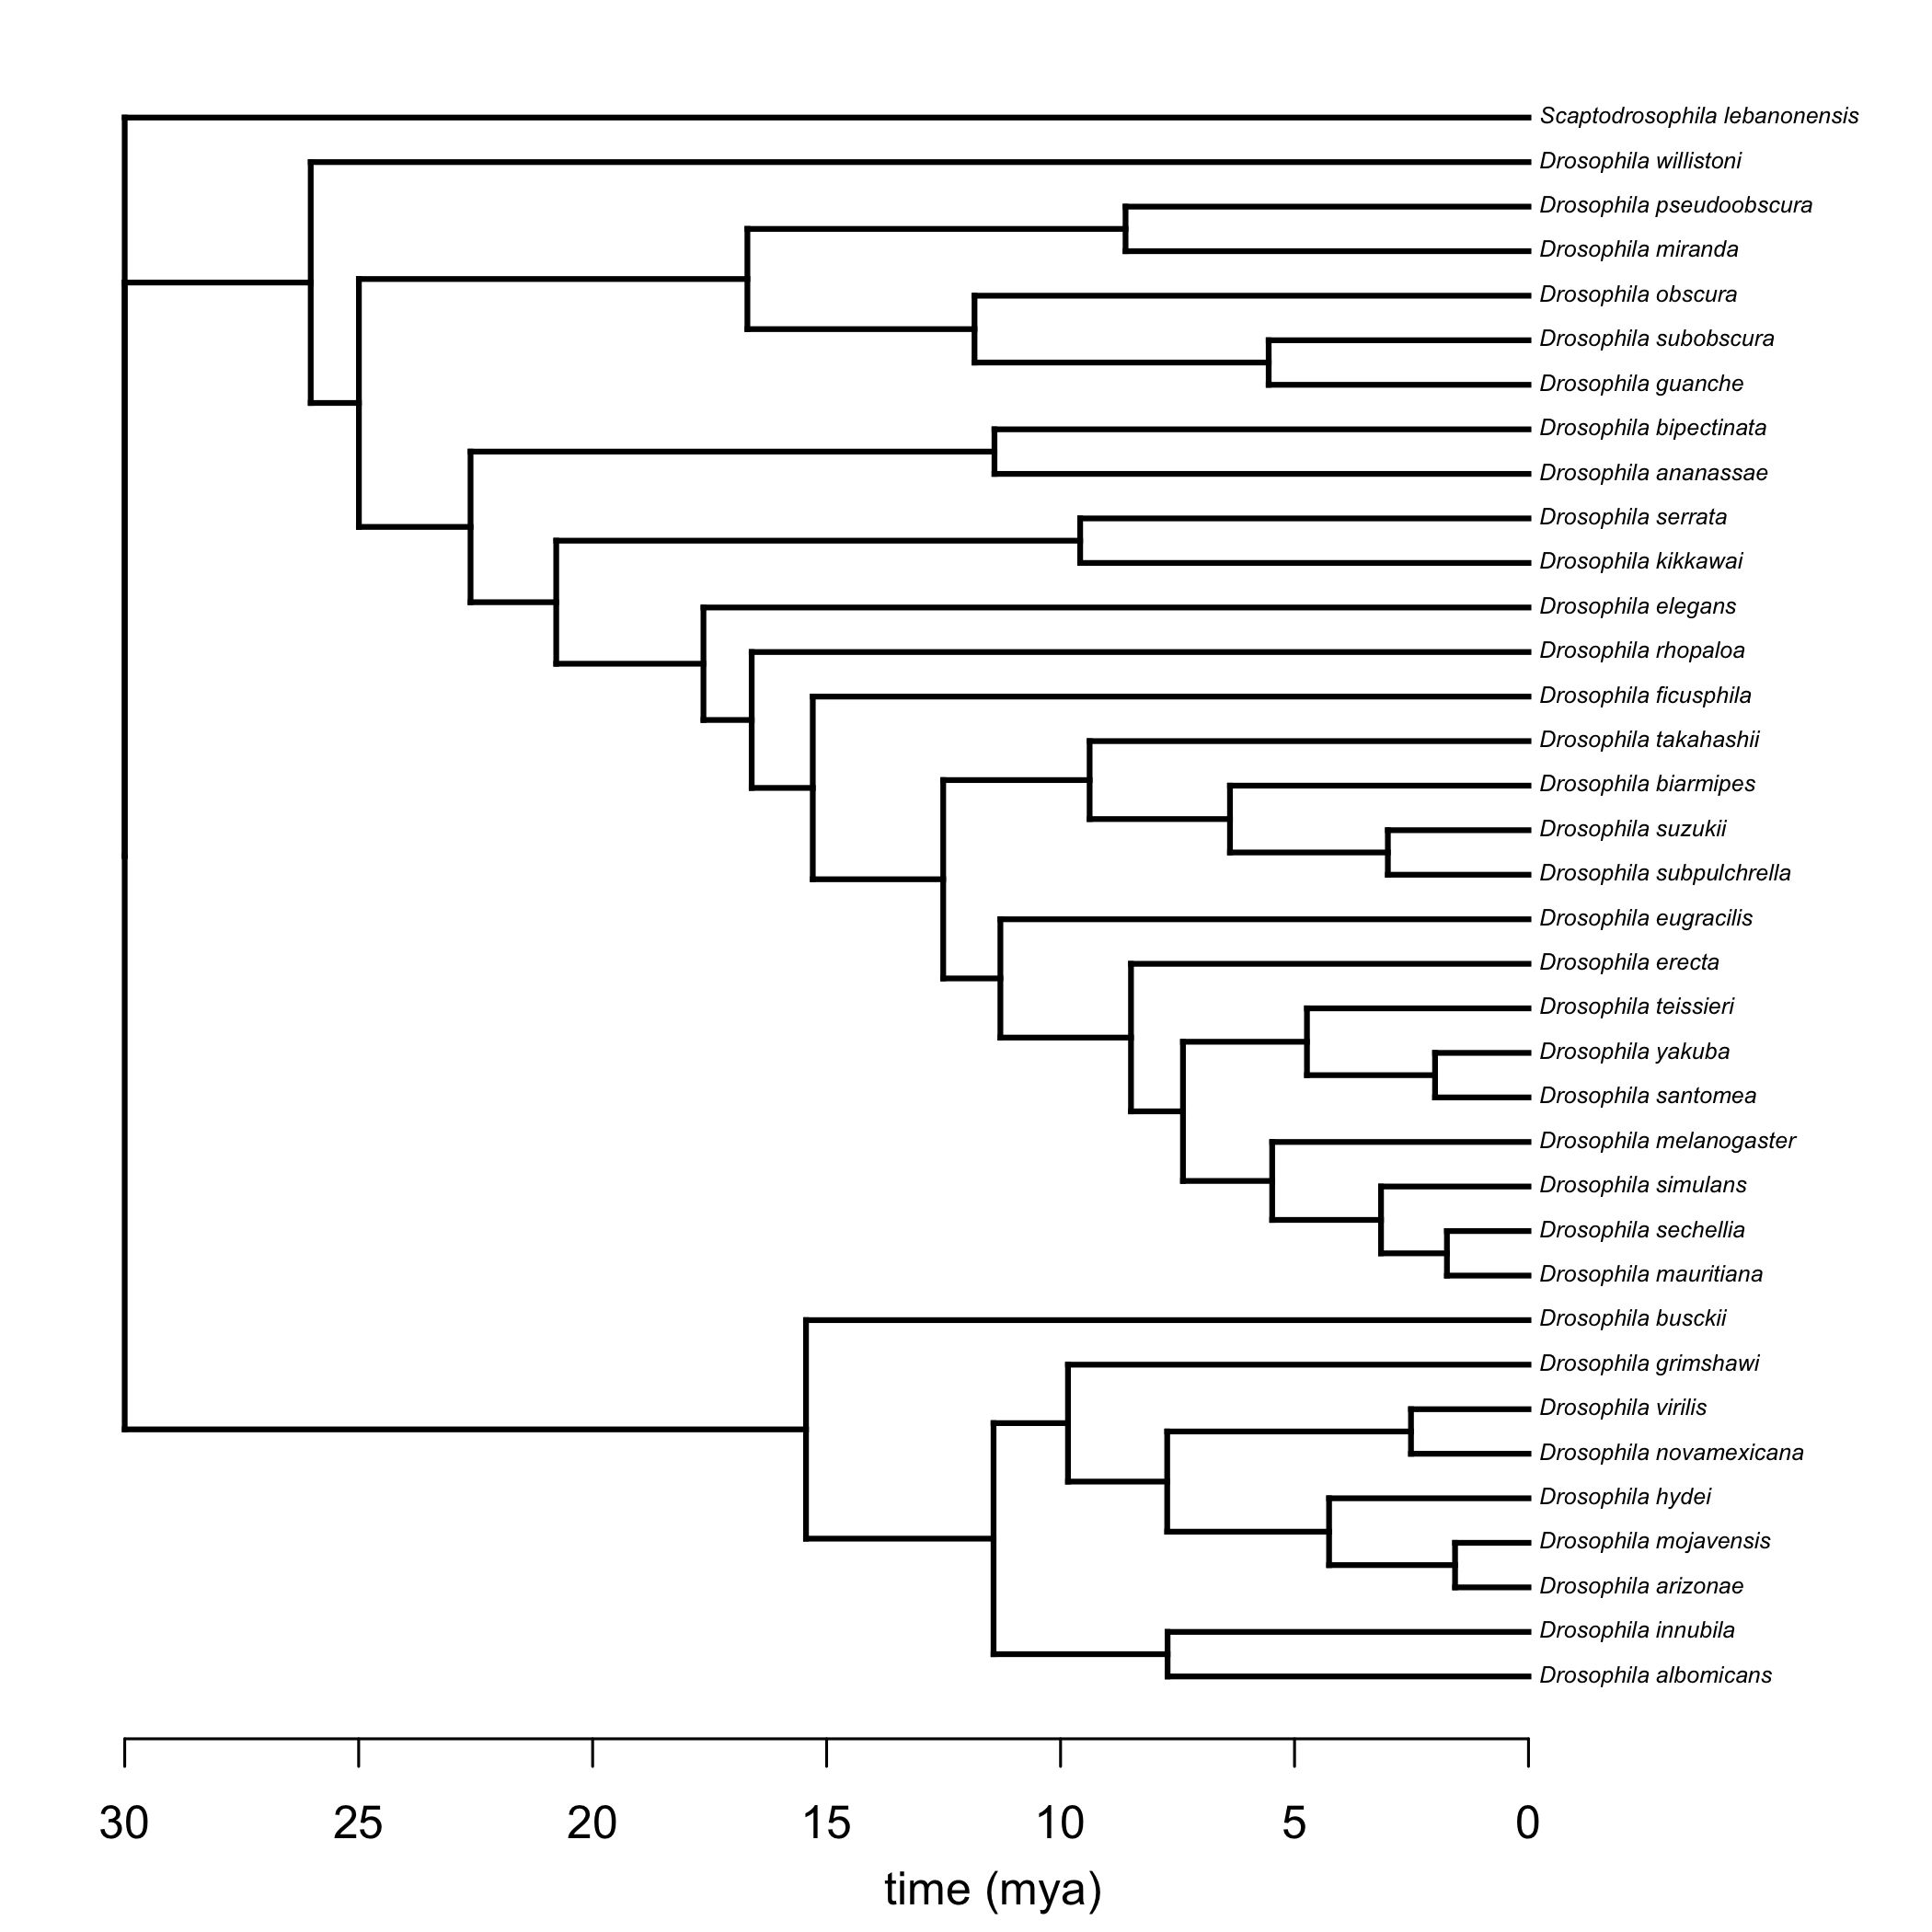 Scaptodrosophila lebanonensis
Drosophila willistoni
Drosophila pseudoobscura
Drosophila miranda
Drosophila obscura
Drosophila subobscura
Drosophila guanche
Drosophila bipectinata
Drosophila ananassae
Drosophila serrata
Drosophila kikkawai
Drosophila elegans
Drosophila rhopaloa
Drosophila ficusphila
Drosophila takahashii
Drosophila biarmipes
Drosophila suzukii
Drosophila subpulchrella
Drosophila eugracilis
Drosophila erecta
Drosophila teissieri
Drosophila yakuba
Drosophila santomea
Drosophila melanogaster
Drosophila simulans
Drosophila sechellia
Drosophila mauritiana
Drosophila busckii
Drosophila grimshawi
Drosophila virilis
Drosophila novamexicana
Drosophila hydei
Drosophila mojavensis
Drosophila arizonae
Drosophila innubila
Drosophila albomicans
30 25 20 15 10 5 0
time (mya)